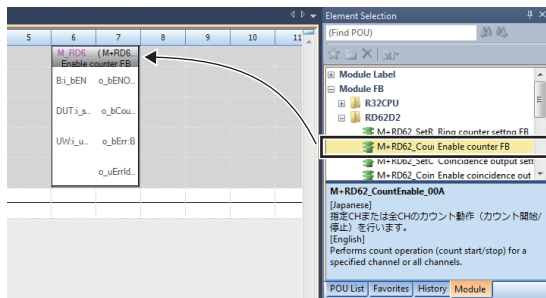 Element Selection
(Find POU)
5 6 7 8 9 10 11
M_RD6... (M+RD6...
Enable counter FB
B:i_bEN o_bENO...
DUT:i_s... o_bCou...
UW:i_u... o_bErr:B
o_uErrId...
Module Label
Module FB
R32CPU
RD62D2
M+RD62_SetR Ring counter settng FB
M+RD62_Cou Enable counter FB
M+RD62_SetC Coincidence output sett
M+RD62_Coin Enable coincidence out
M+RD62_CountEnable_00A
[Japanese]
指定CHまたは全CHのカウント動作（カウント開始/
停止）を行います。
[English]
Performs count operation (count start/stop) for a
specified channel or all channels.
POU List Favorites History Module